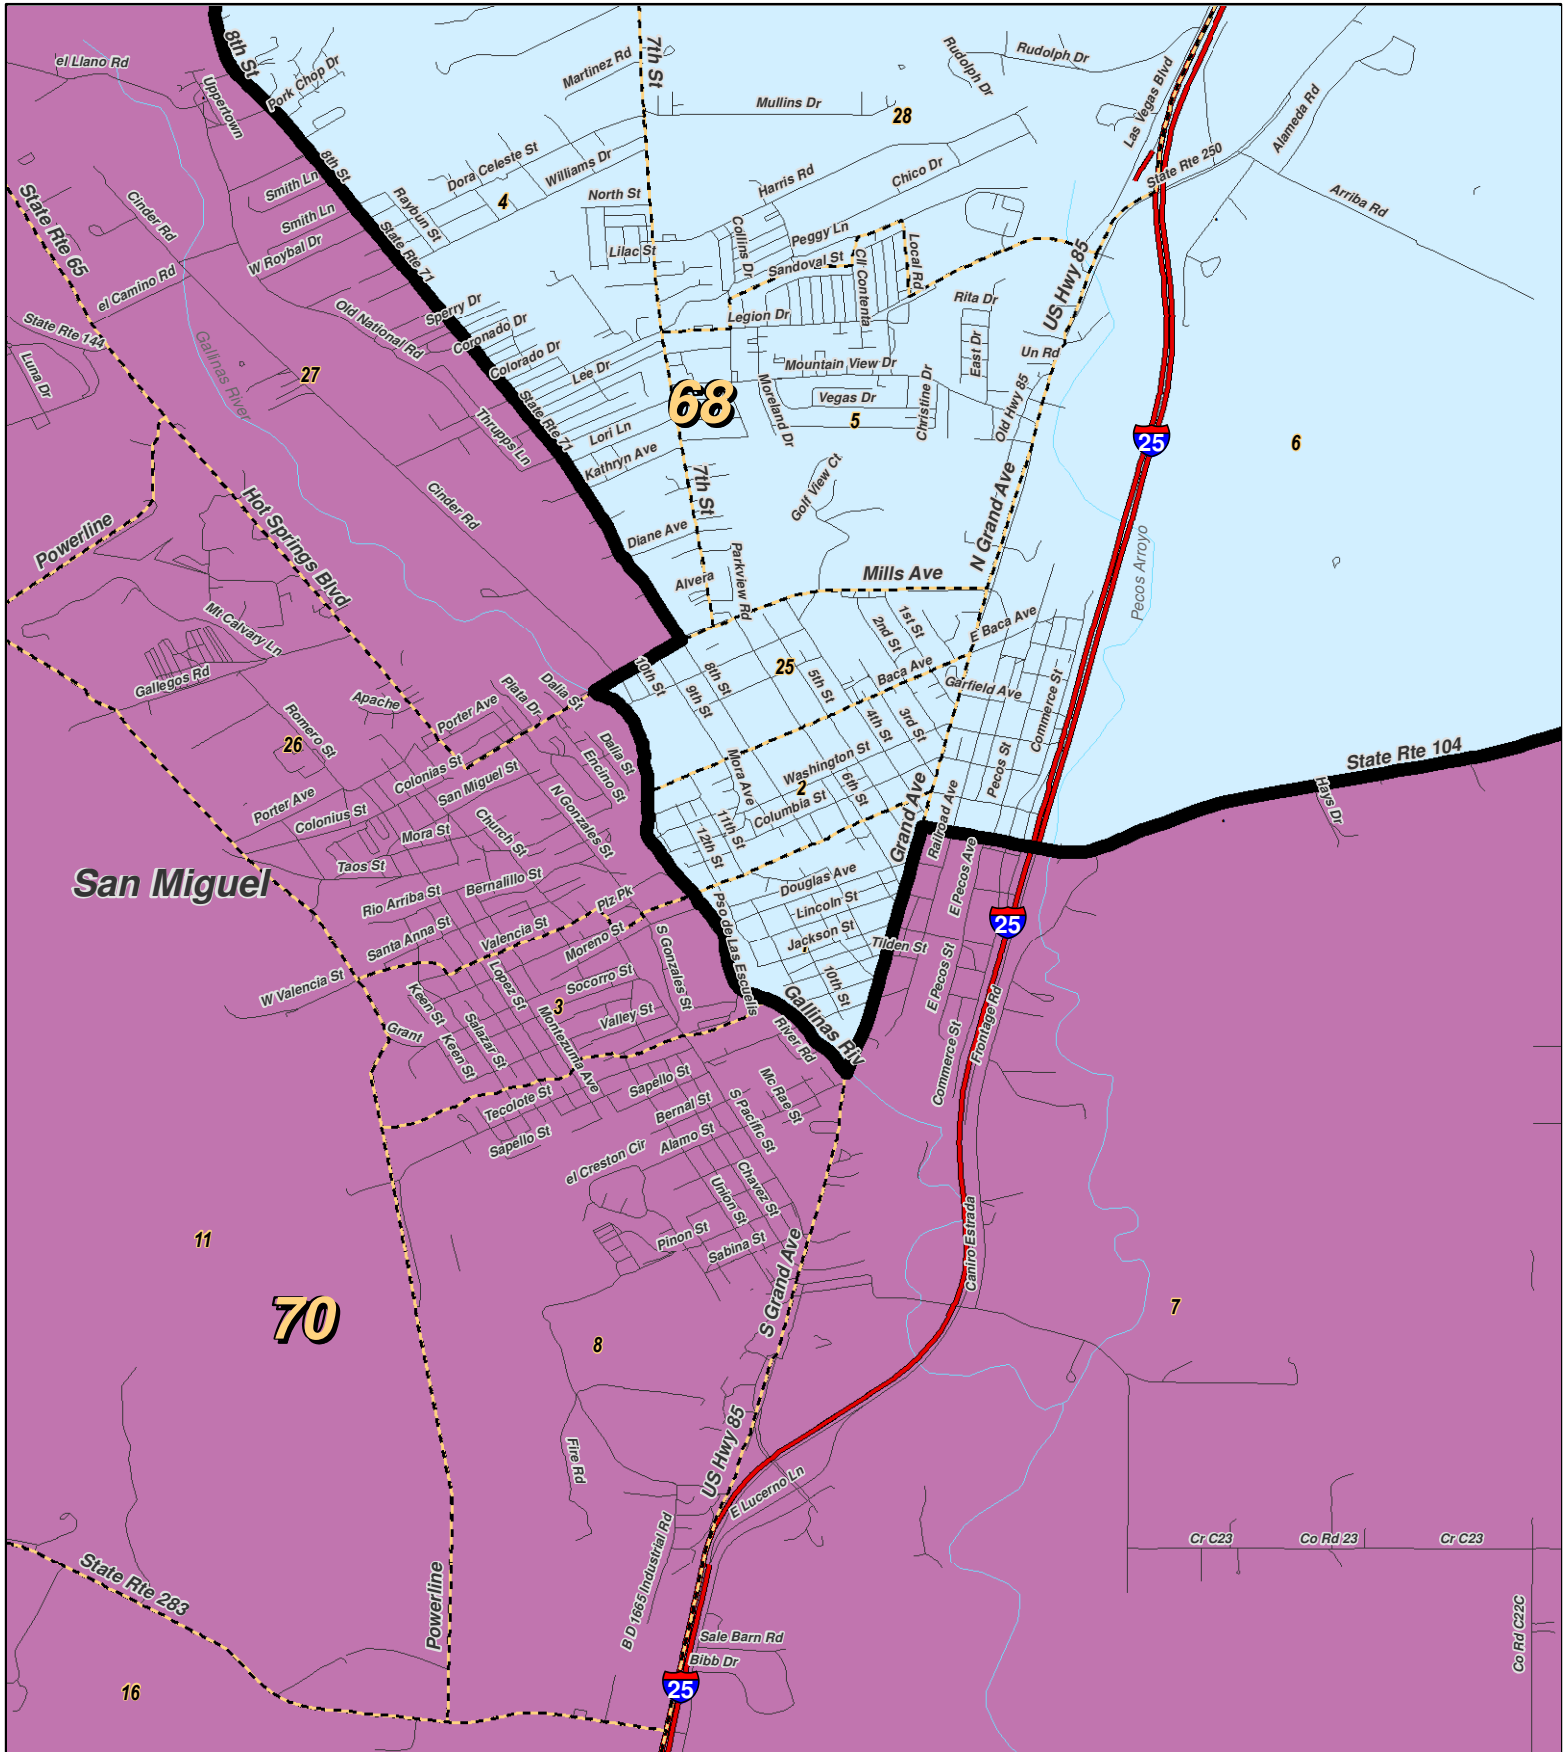 8th St
7th St
Martinez Rd
Rudolph Dr
Rudolph Dr
el Llano Rd
Pork Chop Dr
Uppertown
Mullins Dr
28
Las Vegas Blvd
Alameda Rd
State Rte 250
8th St
Dora Celeste St
Williams Dr
Harris Rd
Chico Dr
Smith Ln
Smith Ln
State Rte 65
Cinder Rd
Raybun St
4
North St
Arriba Rd
W Roybal Dr
State Rte 71
Lilac St
Collins Dr
Peggy Ln
Sandoval St
Cll Contenta
Local Rd
US Hwy 85
el Camino Rd
Sperry Dr
Rita Dr
Old National Rd
Coronado Dr
Legion Dr
State Rte 144
Gallinas River
Colorado Dr
Lee Dr
Mountain View Dr
East Dr
Un Rd
Luna Dr
27
68
Moreland Dr
Vegas Dr
Christine Dr
Old Hwy 85
5
State Rte 71
Thrupps Ln
Lori Ln
Kathryn Ave
25
6
7th St
Golf View Ct
N Grand Ave
Hot Springs Blvd
Cinder Rd
Powerline
Diane Ave
Parkview Rd
Alvera
Mills Ave
Pecos Arroyo
Mt Calvary Ln
1st St
2nd St
E Baca Ave
Gallegos Rd
10th St
8th St
9th St
25
5th St
Baca Ave
Garfield Ave
Commerce St
Apache
Porter Ave
Piata Dr
Dalia St
Romero St
26
4th St
3rd St
State Rte 104
Dalia St
Encino St
Mora Ave
Washington St
6th St
Pecos St
Colonias St
San Miguel St
2
Columbia St
Hays Dr
Porter Ave
Colonius St
N Gonzales St
Church St
Mora St
11th St
12th St
Grand Ave
Railroad Ave
Taos St
San Miguel
Bernalillo St
Rio Arriba St
Plz Pk
Pso de Las Escuelis
Douglas Ave
Lincoln St
Jackson St
E Pecos Ave
25
Santa Anna St
Valencia St
Moreno St
S Gonzales St
Tilden St
W Valencia St
Lopez St
Socorro St
10th St
E Pecos St
Keen St
3
Valley St
Gallinas Riv
Frontage Rd
Grant
Keen St
Salazar St
Montezuma Ave
River Rd
Commerce St
Tecolote St
Sapello St
Mc Rae St
Bernal St
S Pacific St
Sapello St
Alamo St
el Creston Cir
Chavez St
Union St
11
Pinon St
Sabina St
Caniro Estrada
70
S Grand Ave
7
8
US Hwy 85
Fire Rd
E Lucerno Ln
B D 1665 Industrial Rd
Cr C23
Co Rd 23
Cr C23
State Rte 283
Powerline
Co Rd C22C
Sale Barn Rd
Bibb Dr
25
16